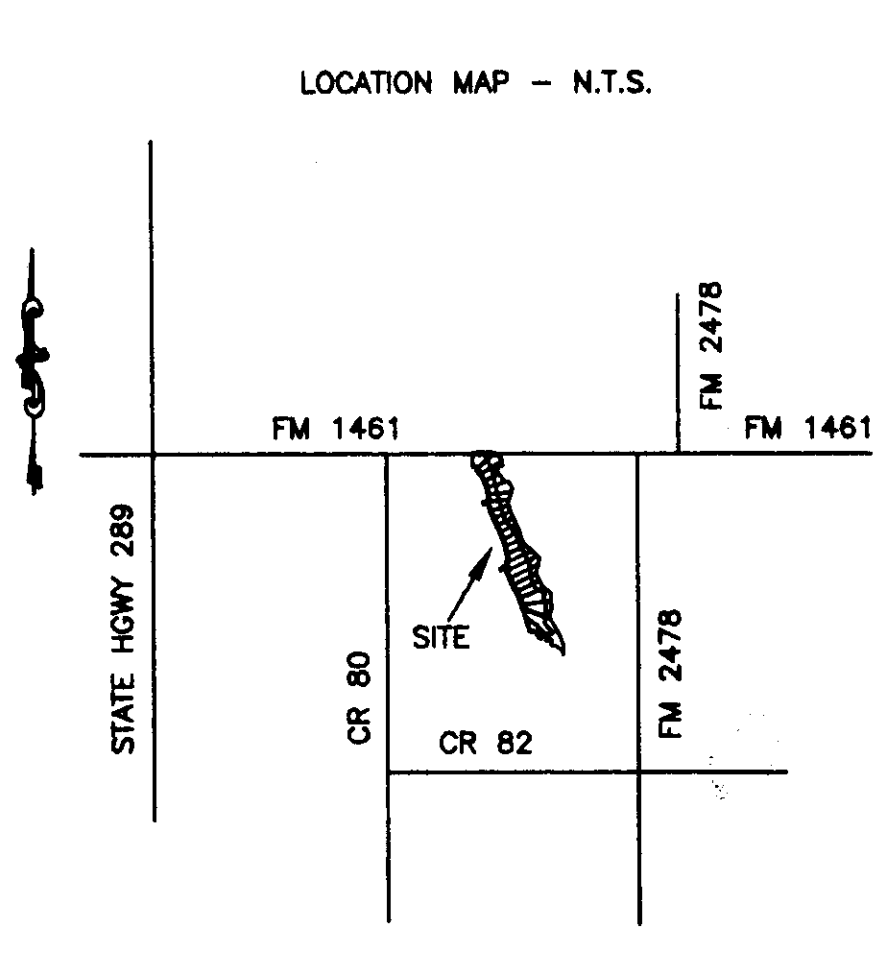 LOCATION MAP – N.T.S.
FM 2478
FM 1461
FM 1461
STATE HGWY 289
SITE
CR 80
FM 2478
CR 82